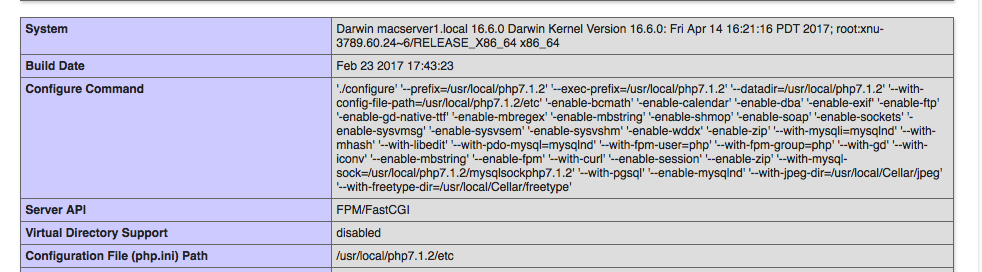 System
Darwin macserver1.local 16.6.0 Darwin Kernel Version 16.6.0: Fri Apr 14 16:21:16 PDT 2017; root:xnu-
3789.60.24~6/RELEASE_X86_64 x86_64
Build Date
Feb 23 2017 17:43:23
Configure Command
'./configure' '--prefix=/usr/local/php7.1.2' '--exec-prefix=/usr/local/php7.1.2' '--datadir=/usr/local/php7.1.2' '--with-
config-file-path=/usr/local/php7.1.2/etc' '-enable-bcmath' '-enable-calendar' '-enable-dba' '-enable-exif' '-enable-ftp'
'-enable-gd-native-ttf' '-enable-mbregex' '-enable-mbstring' '-enable-shmop' '-enable-soap' '-enable-sockets' '-
enable-sysvmsg' '-enable-sysvsem' '-enable-sysvshm' '-enable-wddx' '-enable-zip' '--with-mysqli=mysqlnd' '--with-
mhash' '--with-libedit' '--with-pdo-mysql=mysqlnd' '--with-fpm-user=php' '--with-fpm-group=php' '--with-gd' '--with-
iconv' '--enable-mbstring' '--enable-fpm' '--with-curl' '--enable-session' '--enable-zip' '--with-mysql-
sock=/usr/local/php7.1.2/mysqlsockphp7.1.2' '--with-pgsql' '--enable-mysqlnd' '--with-jpeg-dir=/usr/local/Cellar/jpeg'
'--with-freetype-dir=/usr/local/Cellar/freetype'
Server API
FPM/FastCGI
Virtual Directory Support
disabled
Configuration File (php.ini) Path
/usr/local/php7.1.2/etc